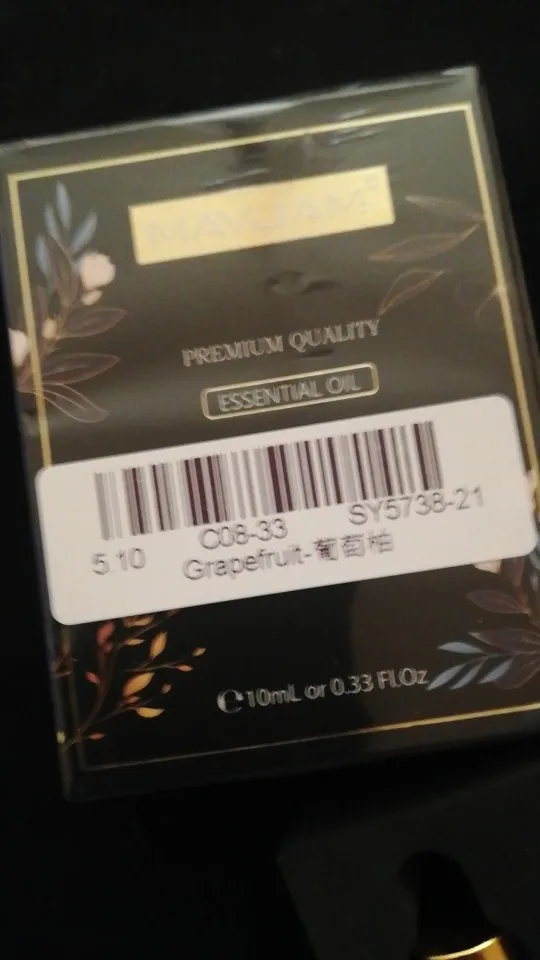 MAYJAM
PREMIUM QUALITY
ESSENTIAL OIL
5.10 C08-33 SY5738-21
Grapefruit-葡萄柚
10mL or 0.33 Fl.Oz